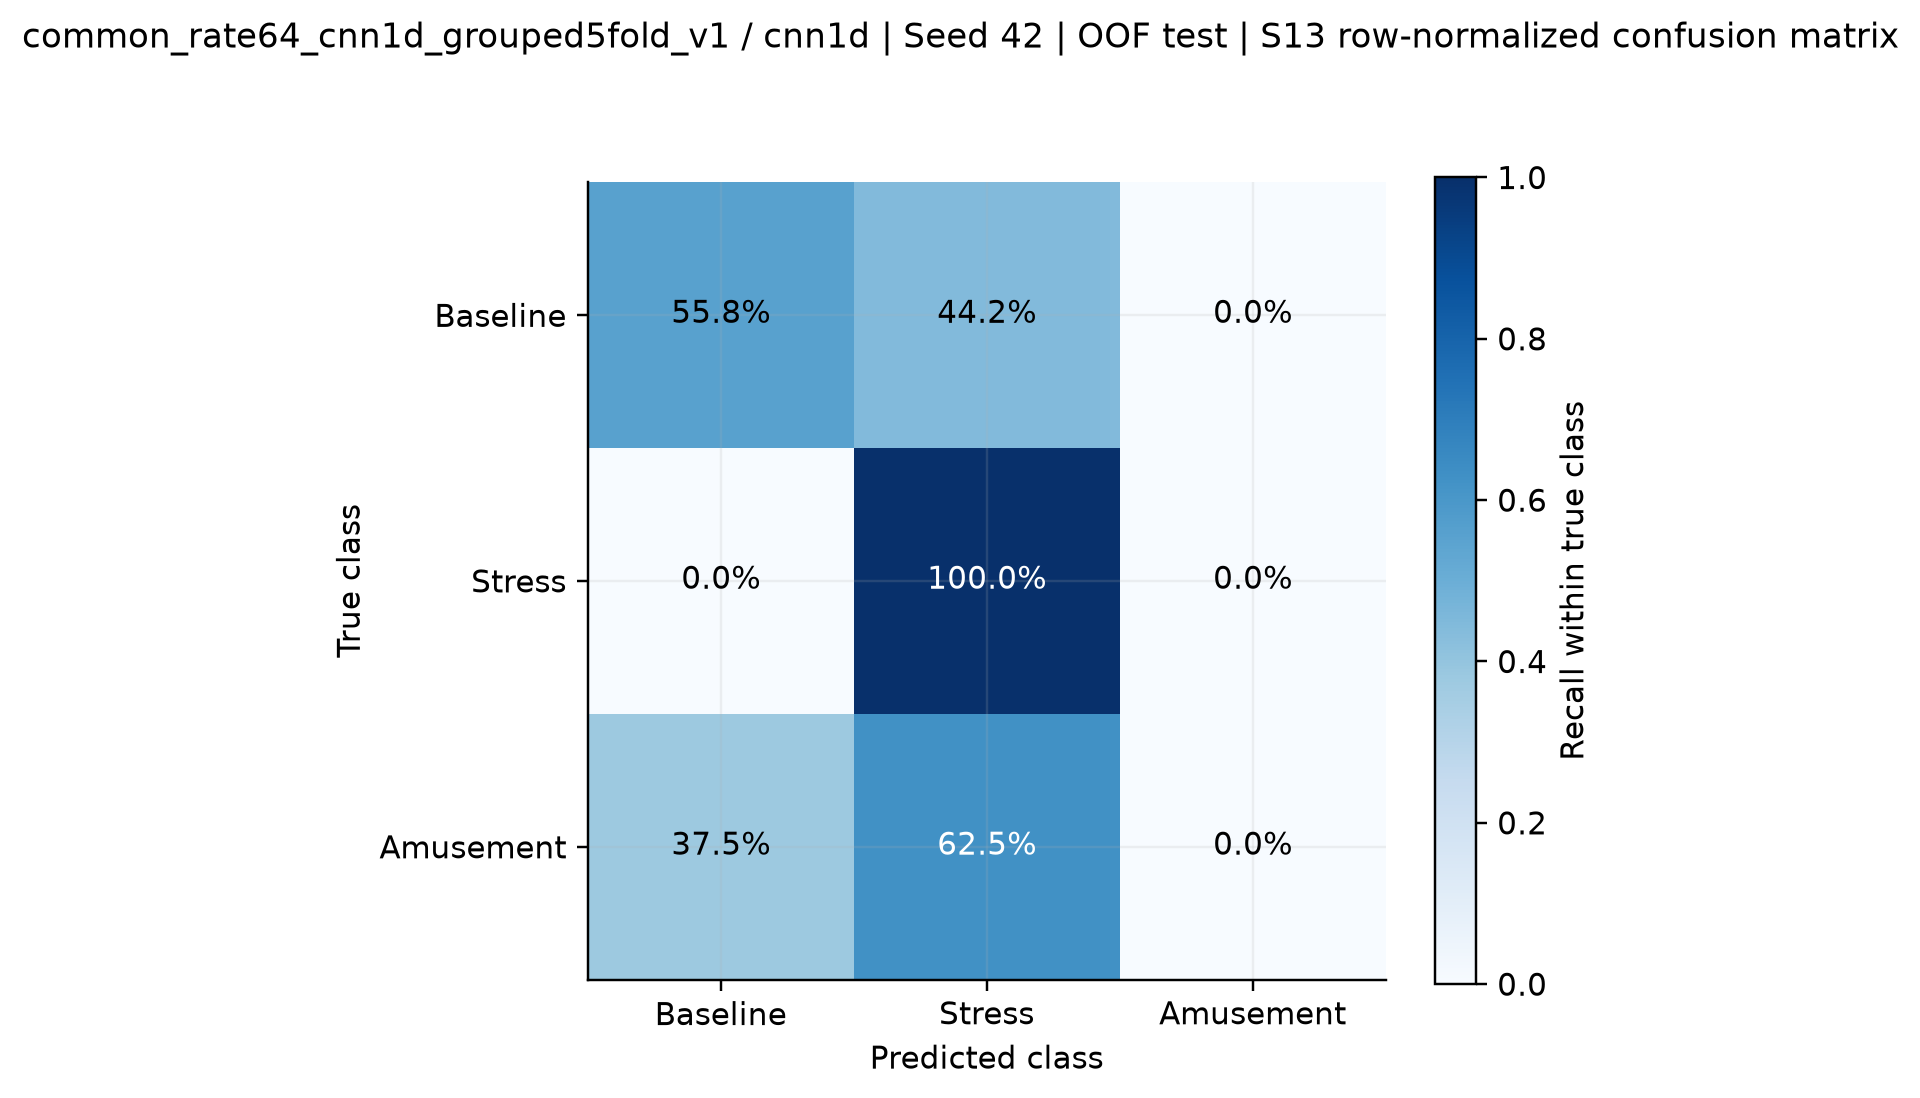 common_rate64_cnn1d_grouped5fold_v1 / cnn1d | Seed 42 | OOF test | S13 row-normalized confusion matrix
True class
Baseline
55.8%
44.2%
0.0%
Stress
0.0%
100.0%
0.0%
Amusement
37.5%
62.5%
0.0%
Baseline
Stress
Amusement
Predicted class
1.0
0.8
0.6
0.4
0.2
0.0
Recall within true class